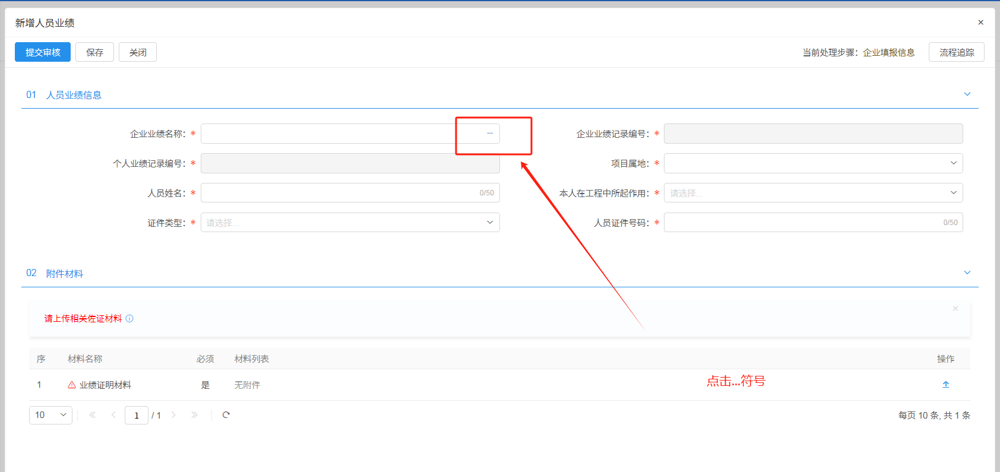 新增人员业绩 ×
提交审核 保存 关闭 当前处理步骤：企业填报信息 流程追踪
01 人员业绩信息
企业业绩名称：* ... 企业业绩记录编号：*
个人业绩记录编号：* 项目属地：*
人员姓名：* 0/50 本人在工程中所起作用：* 请选择...
证件类型：* 请选择... 人员证件号码：* 0/50
02 附件材料
请上传相关佐证材料
序 材料名称 必须 材料列表 操作
1 业绩证明材料 是 无附件
点击...符号
10 1 / 1 每页 10 条, 共 1 条